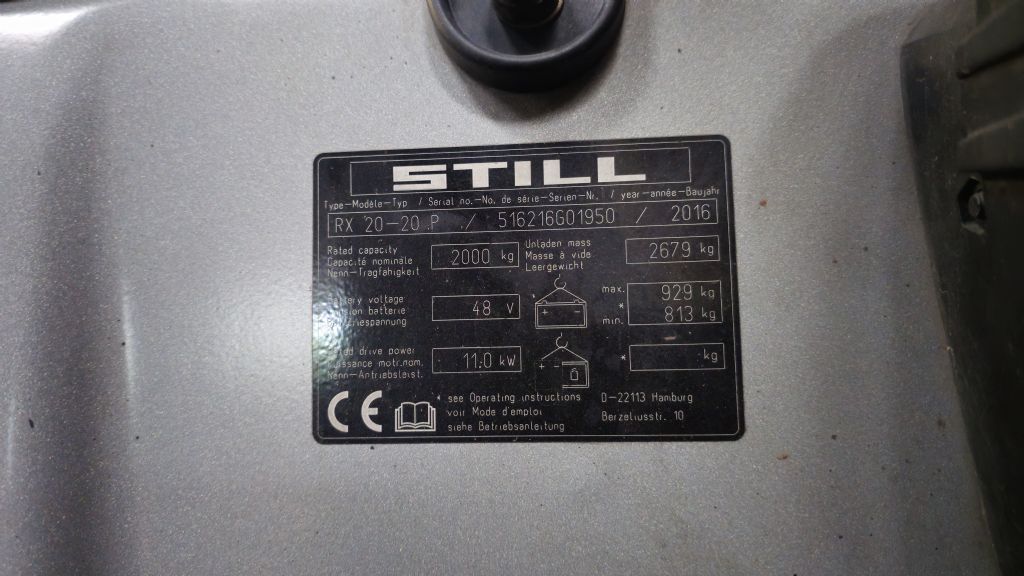 STILL
Type-Modèle-Typ / Serial no.-No. de série-Serien-Nr. / year-année-Baujahr
RX 20-20 P / 516216G01950 / 2016
Rated capacity
Capacité nominale
Nenn-Tragfähigkeit
2000 kg
Unladen mass
Masse à vide
Leergewicht
2679 kg
voltage
batterie
48 V
+ -
max. 929 kg
*
min. 813 kg
drive power
motr.nom.
Nenn-Antriebsleist.
11.0 kW
+ -
* kg
CE
* see Operating instructions
voir Mode d'emploi
siehe Betriebsanleitung
D-22113 Hamburg
Berzeliusstr. 10